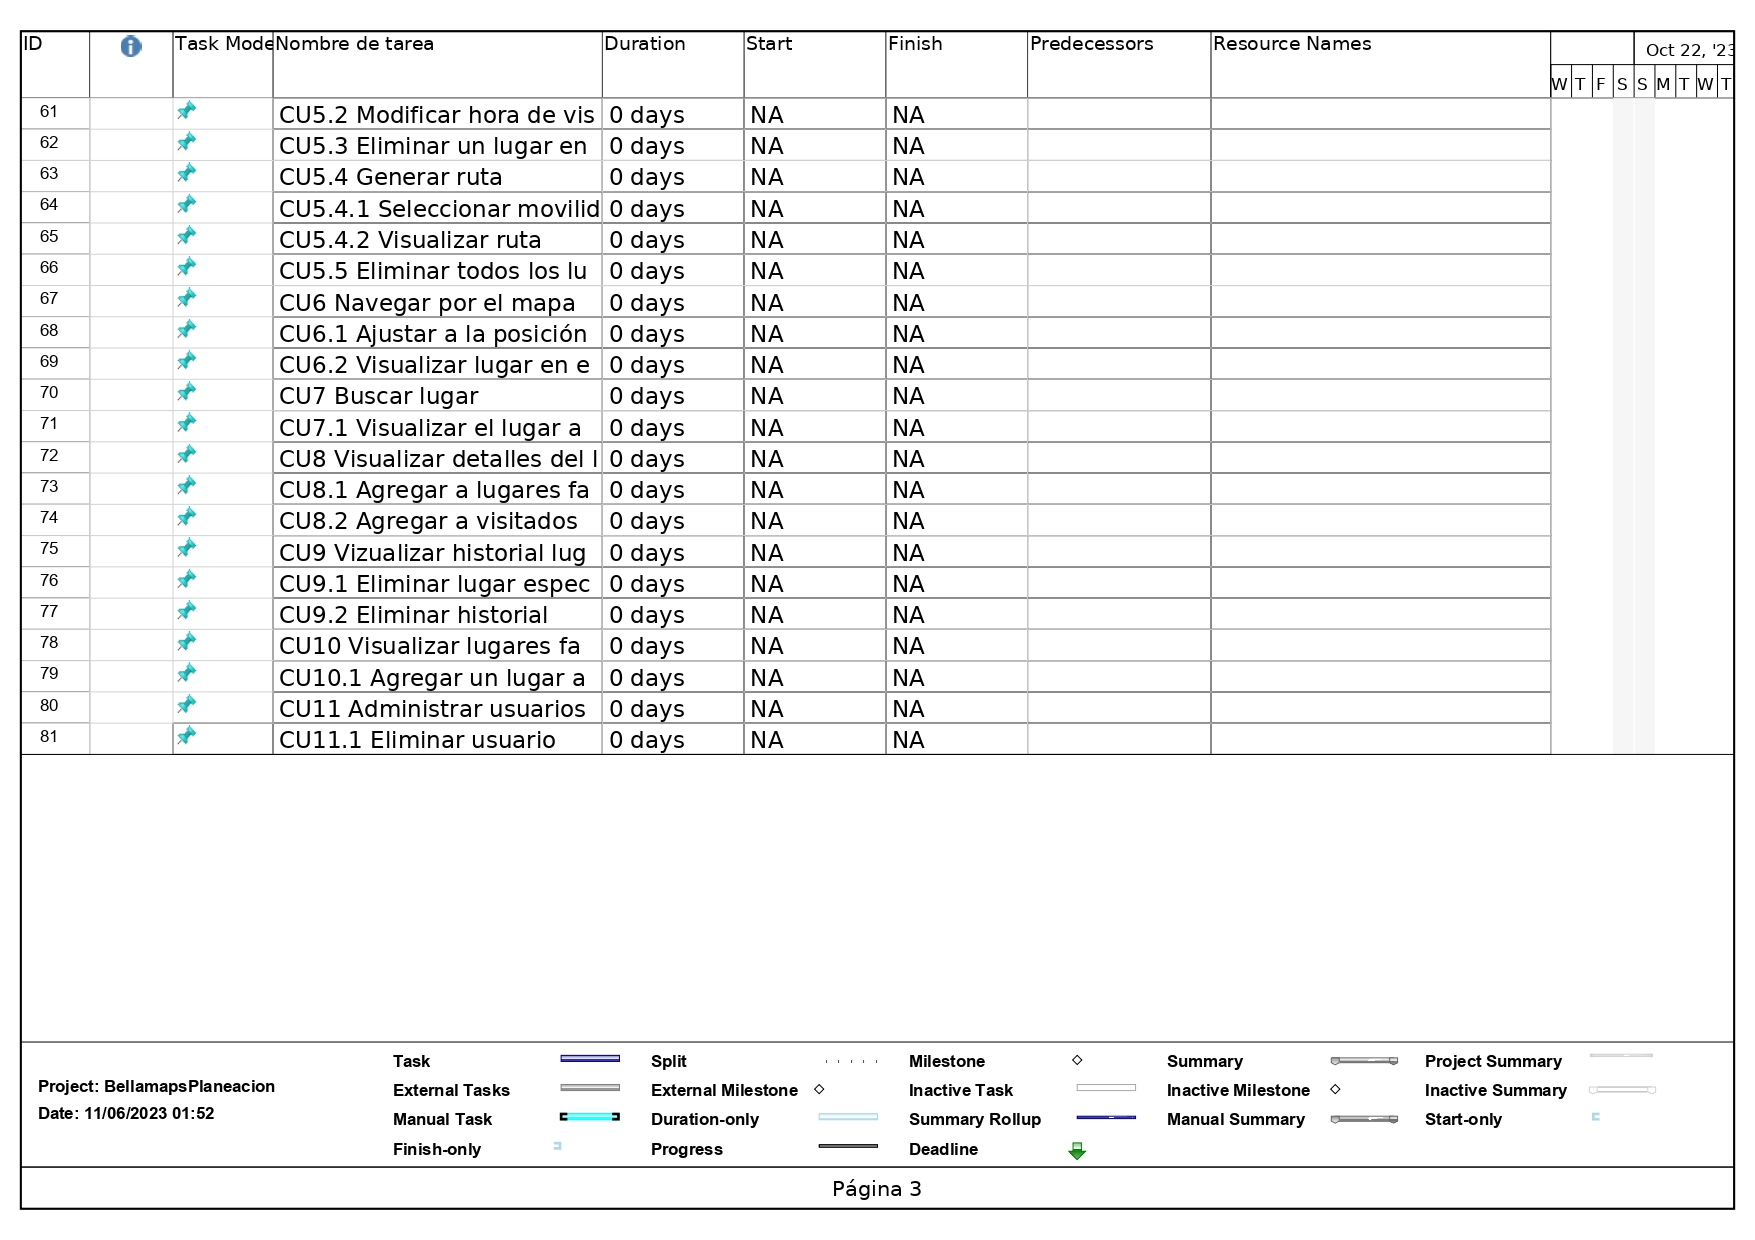 ID Task Mode Nombre de tarea Duration Start Finish Predecessors Resource Names Oct 22, '23
W T F S S M T W T
61 CU5.2 Modificar hora de vis 0 days NA NA
62 CU5.3 Eliminar un lugar en 0 days NA NA
63 CU5.4 Generar ruta 0 days NA NA
64 CU5.4.1 Seleccionar movilid 0 days NA NA
65 CU5.4.2 Visualizar ruta 0 days NA NA
66 CU5.5 Eliminar todos los lu 0 days NA NA
67 CU6 Navegar por el mapa 0 days NA NA
68 CU6.1 Ajustar a la posición 0 days NA NA
69 CU6.2 Visualizar lugar en e 0 days NA NA
70 CU7 Buscar lugar 0 days NA NA
71 CU7.1 Visualizar el lugar a 0 days NA NA
72 CU8 Visualizar detalles del l 0 days NA NA
73 CU8.1 Agregar a lugares fa 0 days NA NA
74 CU8.2 Agregar a visitados 0 days NA NA
75 CU9 Vizualizar historial lug 0 days NA NA
76 CU9.1 Eliminar lugar espec 0 days NA NA
77 CU9.2 Eliminar historial 0 days NA NA
78 CU10 Visualizar lugares fa 0 days NA NA
79 CU10.1 Agregar un lugar a 0 days NA NA
80 CU11 Administrar usuarios 0 days NA NA
81 CU11.1 Eliminar usuario 0 days NA NA
Project: BellamapsPlaneacion
Date: 11/06/2023 01:52
Task Split Milestone Summary Project Summary
External Tasks External Milestone Inactive Task Inactive Milestone Inactive Summary
Manual Task Duration-only Summary Rollup Manual Summary Start-only
Finish-only Progress Deadline
Página 3